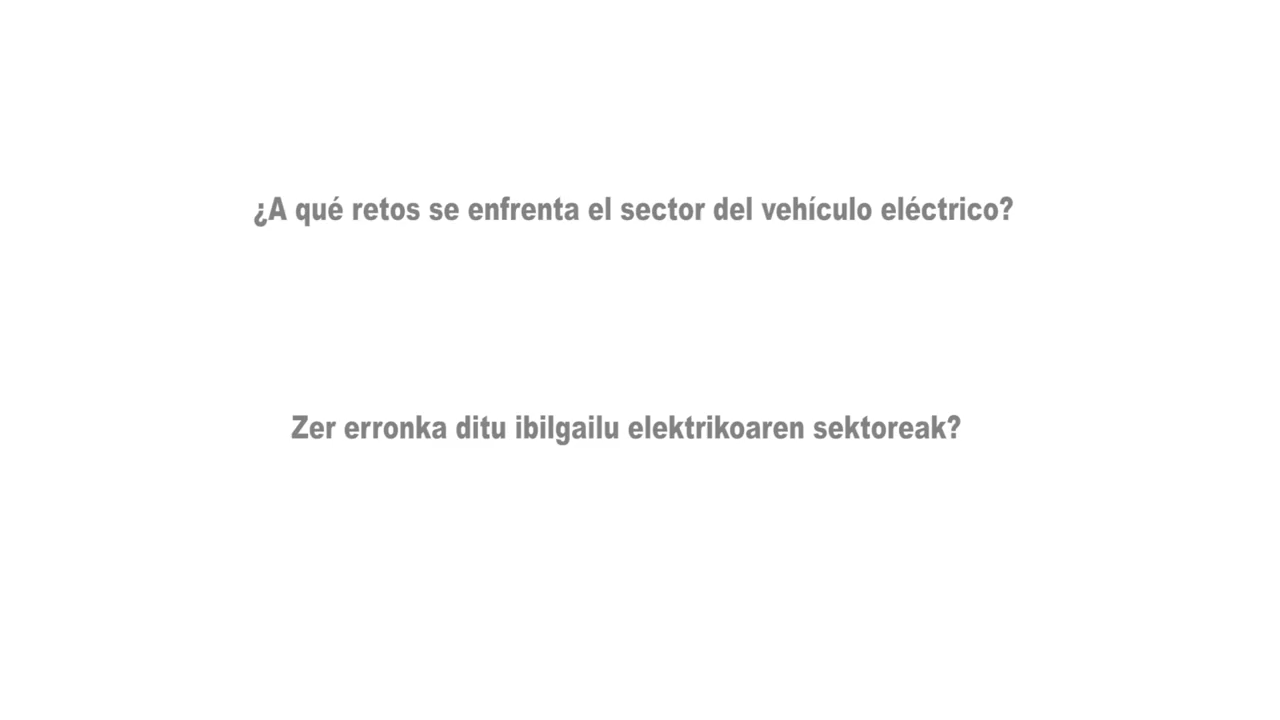 ¿A qué retos se enfrenta el sector del vehículo eléctrico?
Zer erronka ditu ibilgailu elektrikoaren sektoreak?